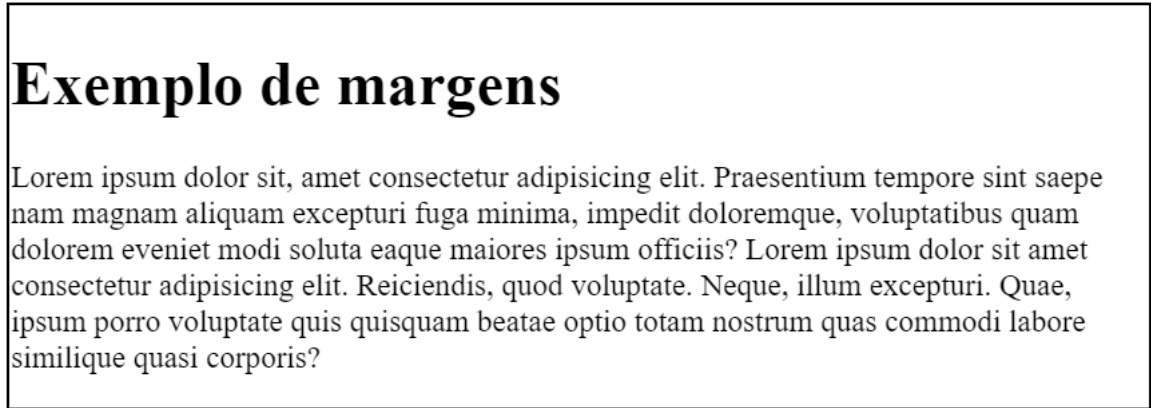 Exemplo de margens
Lorem ipsum dolor sit, amet consectetur adipisicing elit. Praesentium tempore sint saepe
nam magnam aliquam excepturi fuga minima, impedit doloremque, voluptatibus quam
dolorem eveniet modi soluta eaque maiores ipsum officiis? Lorem ipsum dolor sit amet
consectetur adipisicing elit. Reiciendis, quod voluptate. Neque, illum excepturi. Quae,
ipsum porro voluptate quis quisquam beatae optio totam nostrum quas commodi labore
similique quasi corporis?